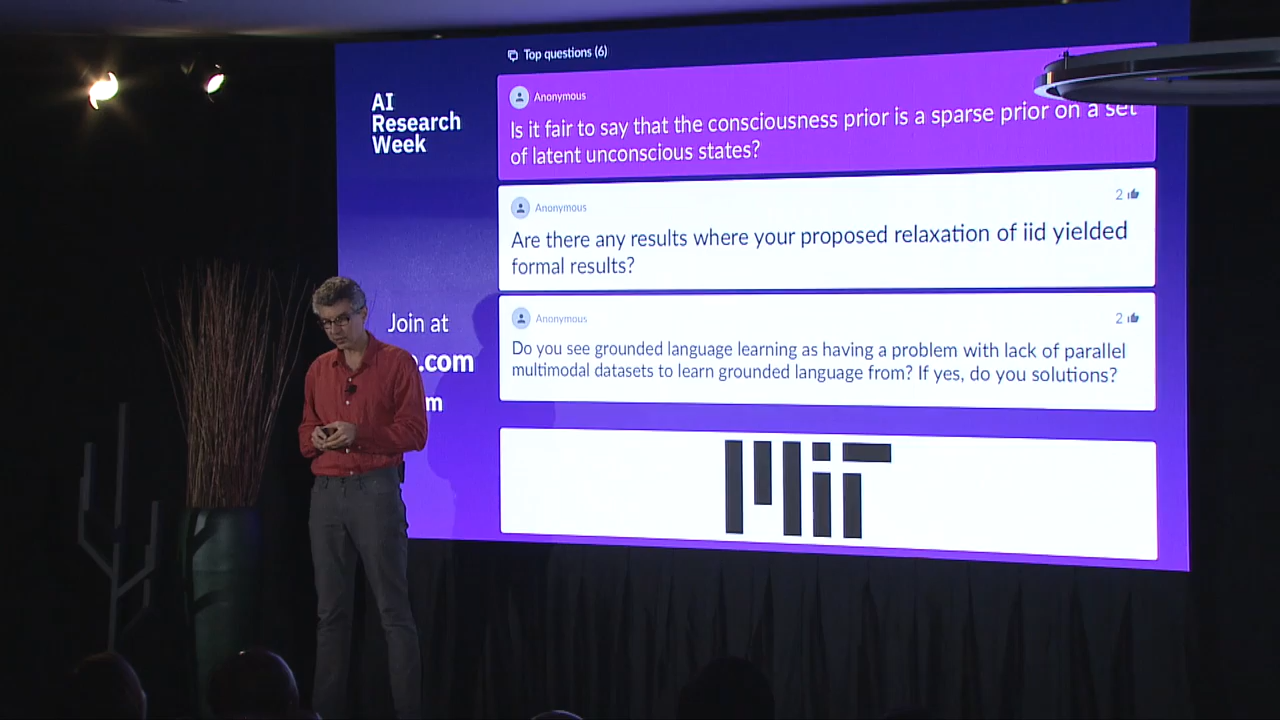 Top questions (6)
AI
Research
Week
Anonymous
Is it fair to say that the consciousness prior is a sparse prior on a set
of latent unconscious states?
Anonymous
2
Are there any results where your proposed relaxation of iid yielded
formal results?
Join at
.com
m
Anonymous
2
Do you see grounded language learning as having a problem with lack of parallel
multimodal datasets to learn grounded language from? If yes, do you solutions?
MIT